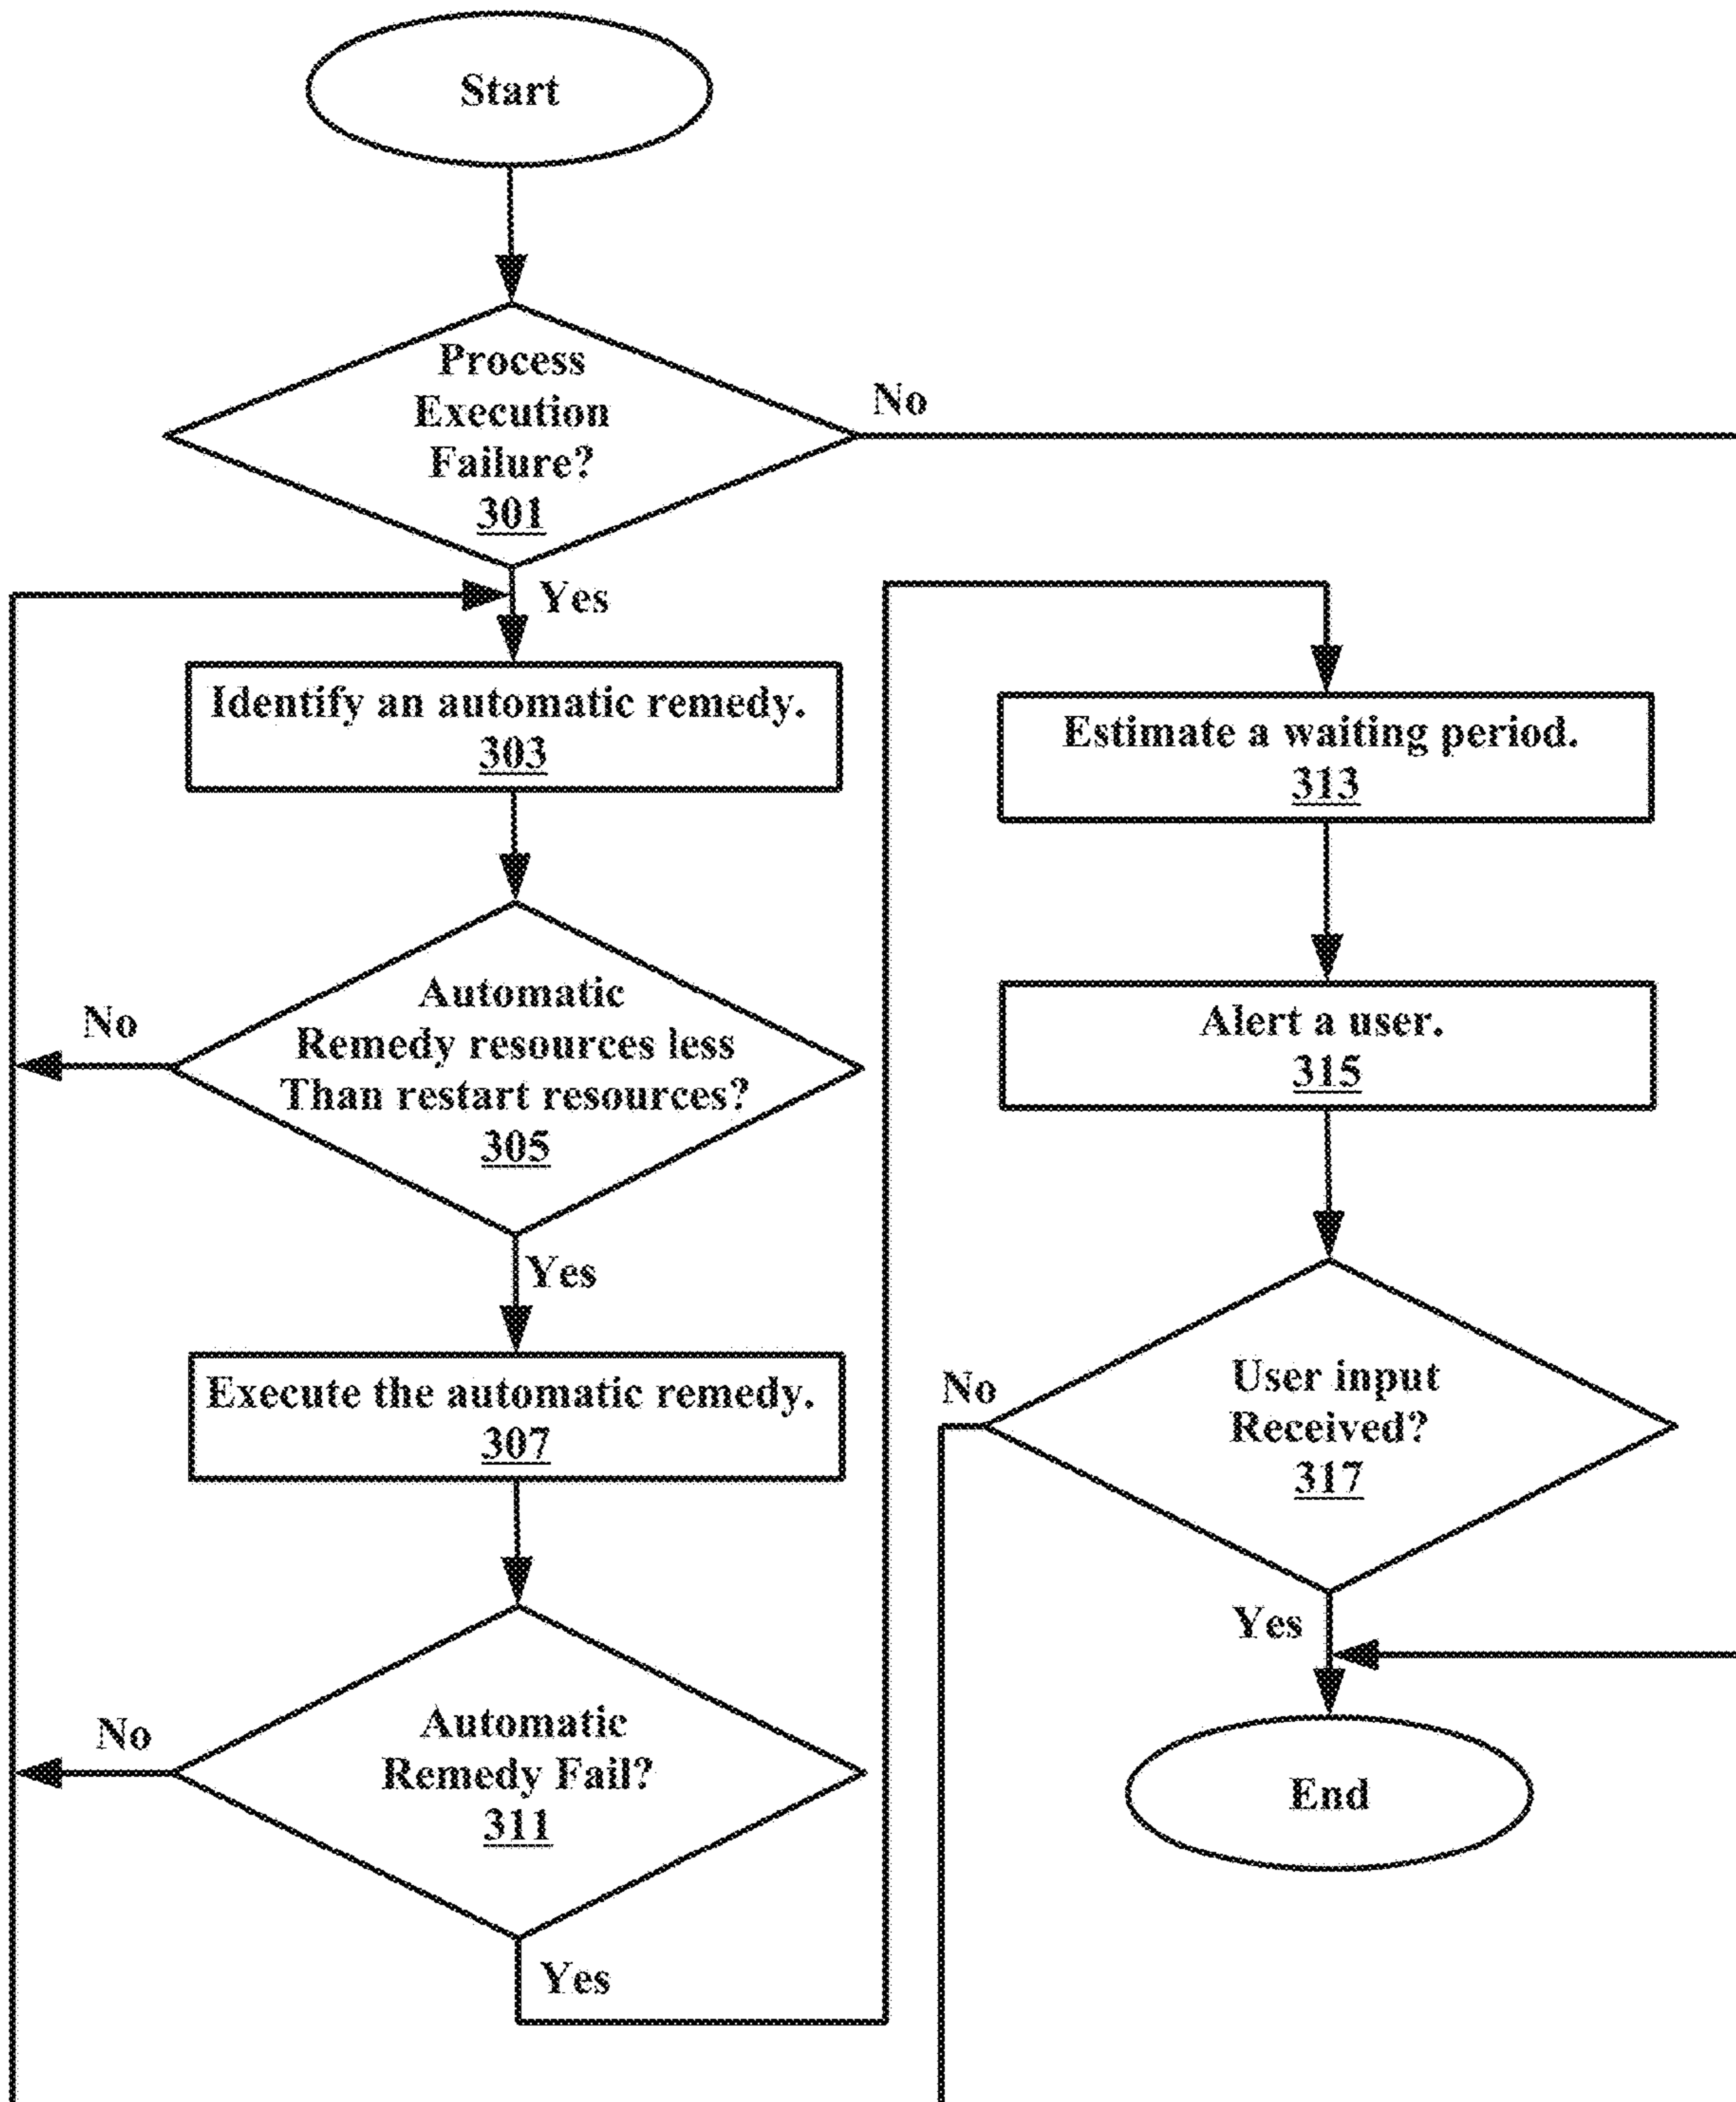 Start
Process
Execution
Failure?
301
No
Yes
Identify an automatic remedy.
303
Automatic
Remedy resources less
Than restart resources?
305
No
Yes
Execute the automatic remedy.
307
Automatic
Remedy Fail?
311
No
Yes
Estimate a waiting period.
313
Alert a user.
315
User input
Received?
317
No
Yes
End